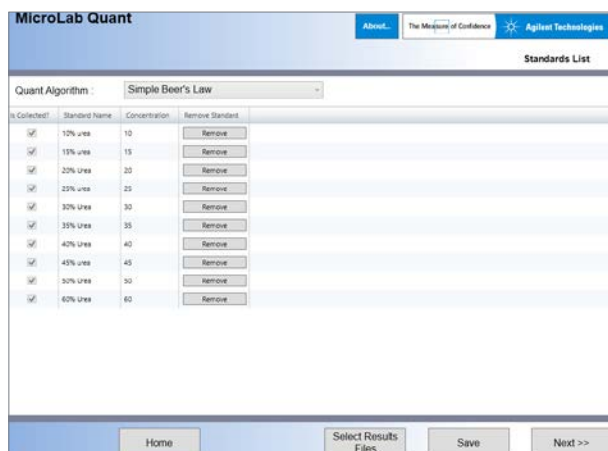 MicroLab Quant
About...
The Measure of Confidence
Agilent Technologies
Standards List
Quant Algorithm :
Simple Beer's Law
Is Collected? Standard Name Concentration Remove Standard
10% urea 10 Remove
15% urea 15 Remove
20% Urea 20 Remove
25% urea 25 Remove
30% Urea 30 Remove
35% Urea 35 Remove
40% Urea 40 Remove
45% urea 45 Remove
50% Urea 50 Remove
60% Urea 60 Remove
Home
Select Results
Files
Save
Next >>